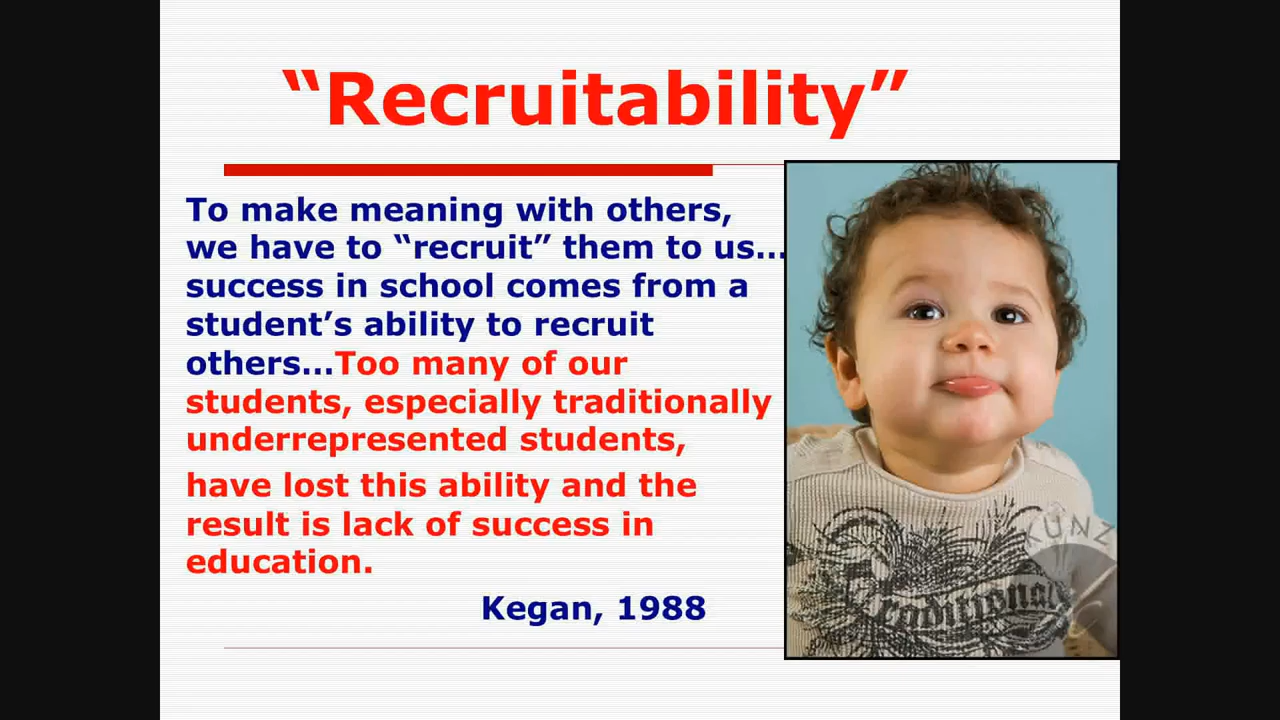 “Recruitability”
To make meaning with others,
we have to “recruit” them to us…
success in school comes from a
student’s ability to recruit
others…Too many of our
students, especially traditionally
underrepresented students,
have lost this ability and the
result is lack of success in
education.
Kegan, 1988
KUNZ
Traditional